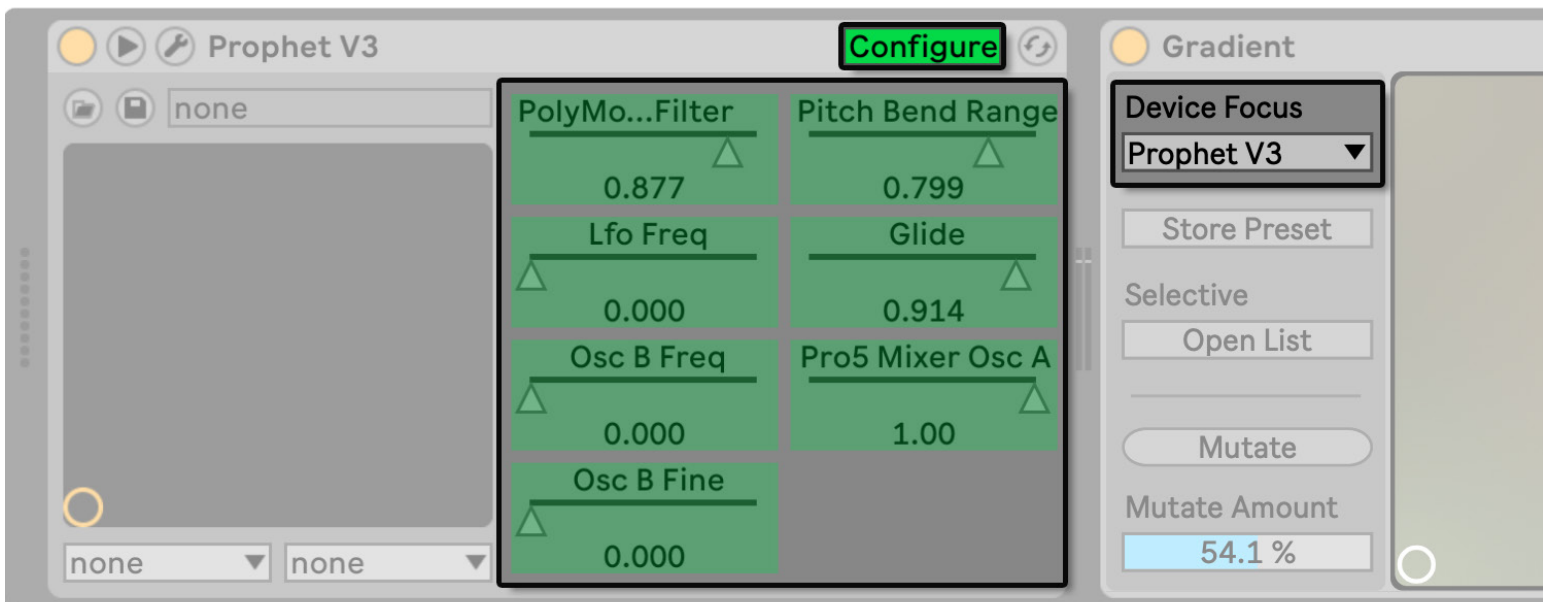 Prophet V3
Configure
Gradient
none
PolyMo...Filter
Pitch Bend Range
0.877
0.799
Lfo Freq
Glide
0.000
0.914
Osc B Freq
Pro5 Mixer Osc A
0.000
1.00
Osc B Fine
0.000
none
none
Device Focus
Prophet V3
Store Preset
Selective
Open List
Mutate
Mutate Amount
54.1 %